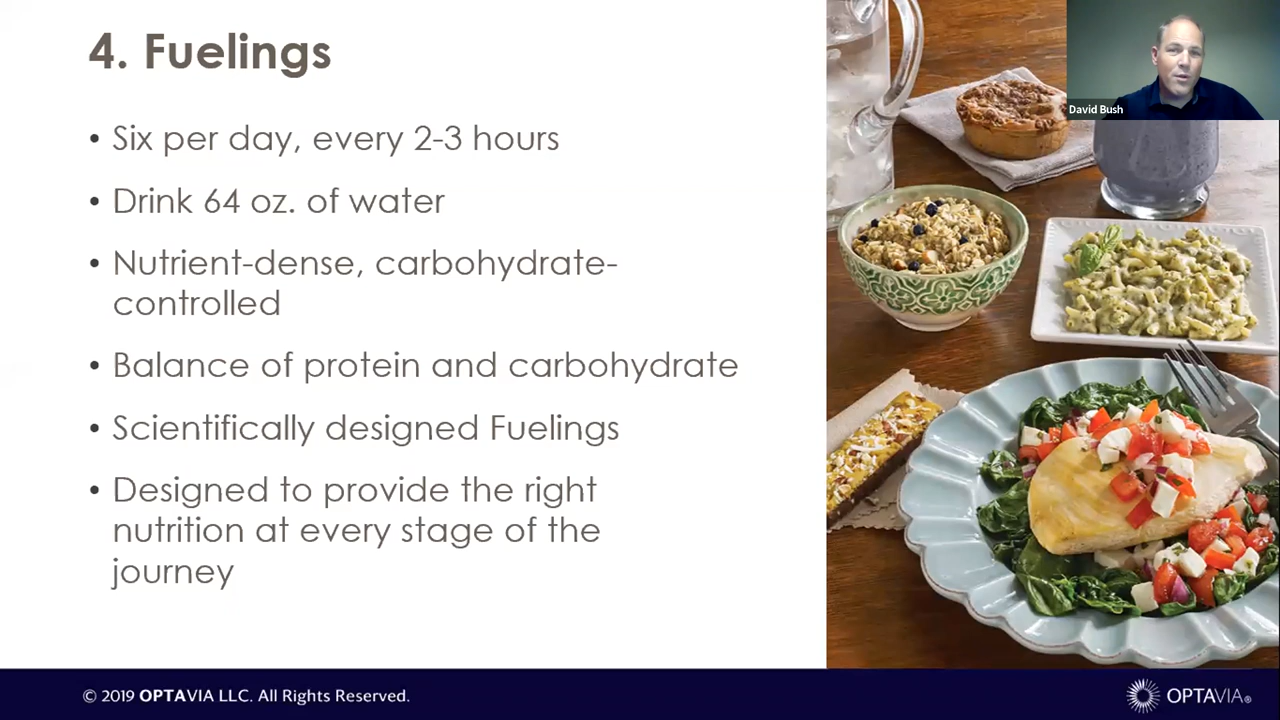 4. Fuelings
David Bush
• Six per day, every 2-3 hours
• Drink 64 oz. of water
• Nutrient-dense, carbohydrate-
controlled
• Balance of protein and carbohydrate
• Scientifically designed Fuelings
• Designed to provide the right
nutrition at every stage of the
journey
© 2019 OPTAVIA LLC. All Rights Reserved.
OPTAVIA®